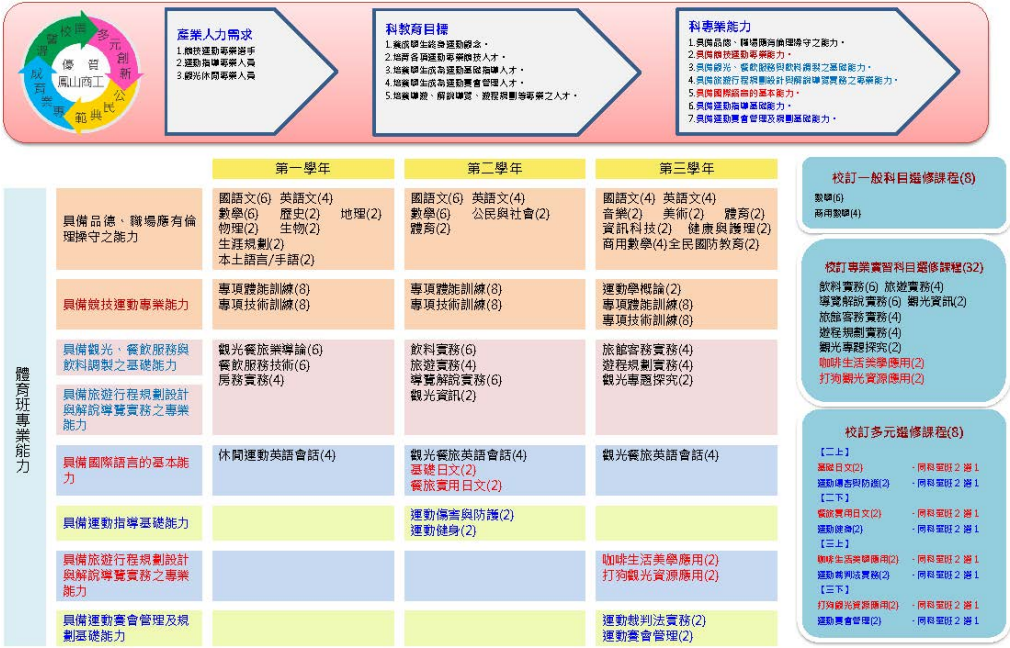 優質
鳳山商工
多元創新
公民典範
專業育成
產業人力需求
1.競技運動專業選手
2.運動指導專業人員
3.觀光休閒專業人員
科教育目標
1.養成學生終身運動觀念。
2.培育各項運動專業競技人才。
3.培養學生成為運動基礎指導人才。
4.培養學生成為運動賽會管理人才。
5.培養導遊、解說導覽、遊程規劃等專業之人才。
科專業能力
1.具備品德、職場應有倫理操守之能力。
2.具備競技運動專業能力。
3.具備觀光、餐飲服務與飲料調製之基礎能力。
4.具備旅遊行程規劃設計與解說導覽實務之專業能力。
5.具備國際語言的基本能力。
6.具備運動指導基礎能力。
7.具備運動賽會管理及規劃基礎能力。
第一學年
第二學年
第三學年
體育班專業能力
具備品德、職場應有倫
理操守之能力
國語文(6) 英語文(4)
數學(6) 歷史(2) 地理(2)
物理(2) 生物(2)
生涯規劃(2)
本土語言/手語(2)
國語文(6) 英語文(4)
數學(6) 公民與社會(2)
體育(2)
國語文(4) 英語文(4)
音樂(2) 美術(2) 體育(2)
資訊科技(2) 健康與護理(2)
商用數學(4)全民國防教育(2)
具備競技運動專業能力
專項體能訓練(8)
專項技術訓練(8)
專項體能訓練(8)
專項技術訓練(8)
運動學概論(2)
專項體能訓練(8)
專項技術訓練(8)
具備觀光、餐飲服務與
飲料調製之基礎能力
具備旅遊行程規劃設計
與解說導覽實務之專業
能力
觀光餐旅業導論(6)
餐飲服務技術(6)
房務實務(4)
飲料實務(6)
旅遊實務(4)
導覽解說實務(6)
觀光資訊(2)
旅館客務實務(4)
遊程規劃實務(4)
觀光專題探究(2)
具備國際語言的基本能
力
休閒運動英語會話(4)
觀光餐旅英語會話(4)
基礎日文(2)
餐旅實用日文(2)
觀光餐旅英語會話(4)
具備運動指導基礎能力
運動傷害與防護(2)
運動健身(2)
具備旅遊行程規劃設計
與解說導覽實務之專業
能力
咖啡生活美學應用(2)
打狗觀光資源應用(2)
具備運動賽會管理及規
劃基礎能力
運動裁判法實務(2)
運動賽會管理(2)
校訂一般科目選修課程(8)
數學(6)
商用數學(4)
校訂專業實習科目選修課程(32)
飲料實務(6) 旅遊實務(4)
導覽解說實務(6) 觀光資訊(2)
旅館客務實務(4)
遊程規劃實務(4)
觀光專題探究(2)
咖啡生活美學應用(2)
打狗觀光資源應用(2)
校訂多元選修課程(8)
【二上】
基礎日文(2) - 同科單班 2 選 1
運動傷害與防護(2) - 同科單班 2 選 1
【二下】
餐旅實用日文(2) - 同科單班 2 選 1
運動健身(2) - 同科單班 2 選 1
【三上】
咖啡生活美學應用(2) - 同科單班 2 選 1
運動裁判法實務(2) - 同科單班 2 選 1
【三下】
打狗觀光資源應用(2) - 同科單班 2 選 1
運動賽會管理(2) - 同科單班 2 選 1